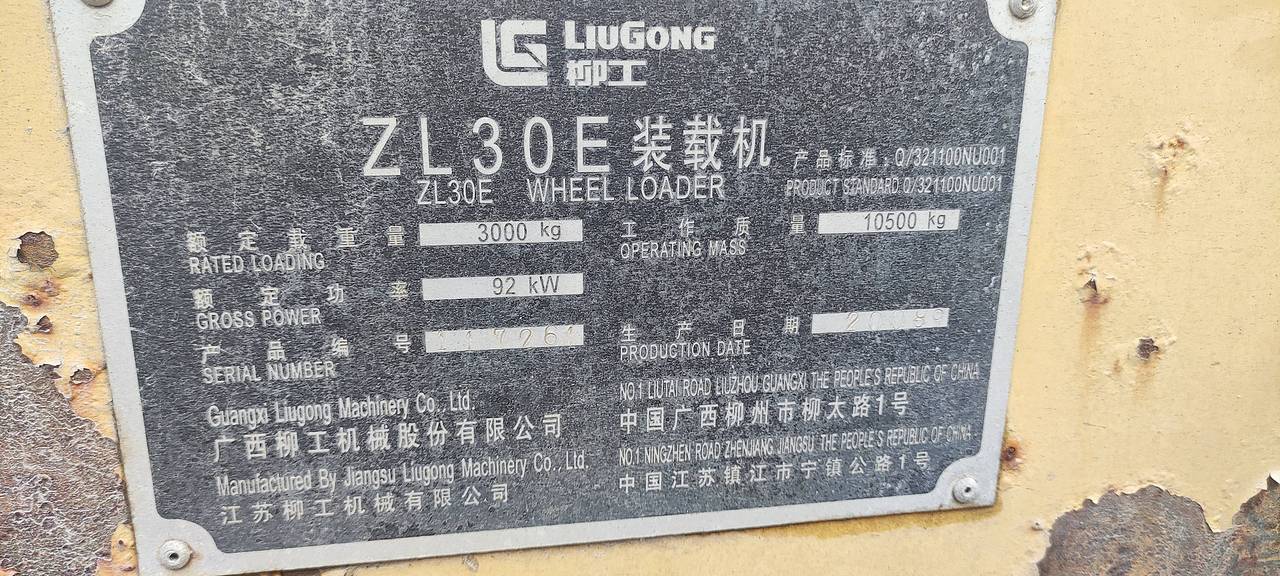 LIUGONG
柳工
ZL30E 装载机
产品标准: Q/321100NU001
ZL30E WHEEL LOADER
PRODUCT STANDARD:Q/321100NU001
额定载重量 3000 kg
RATED LOADING
工作质量 10500 kg
OPERATING MASS
额定功率 92 kW
GROSS POWER
产品编号
SERIAL NUMBER
生产日期
PRODUCTION DATE
Guangxi Liugong Machinery Co., Ltd.
广西柳工机械股份有限公司
Manufactured By Jiangsu Liugong Machinery Co., Ltd.
江苏柳工机械有限公司
NO.1 LIUTAI ROAD LIUZHOU GUANGXI THE PEOPLE'S REPUBLIC OF CHINA
中国广西柳州市柳太路1号
NO.1 NINGZHEN ROAD ZHENJIANG JIANGSU THE PEOPLE'S REPUBLIC OF CHINA
中国江苏镇江市宁镇公路1号